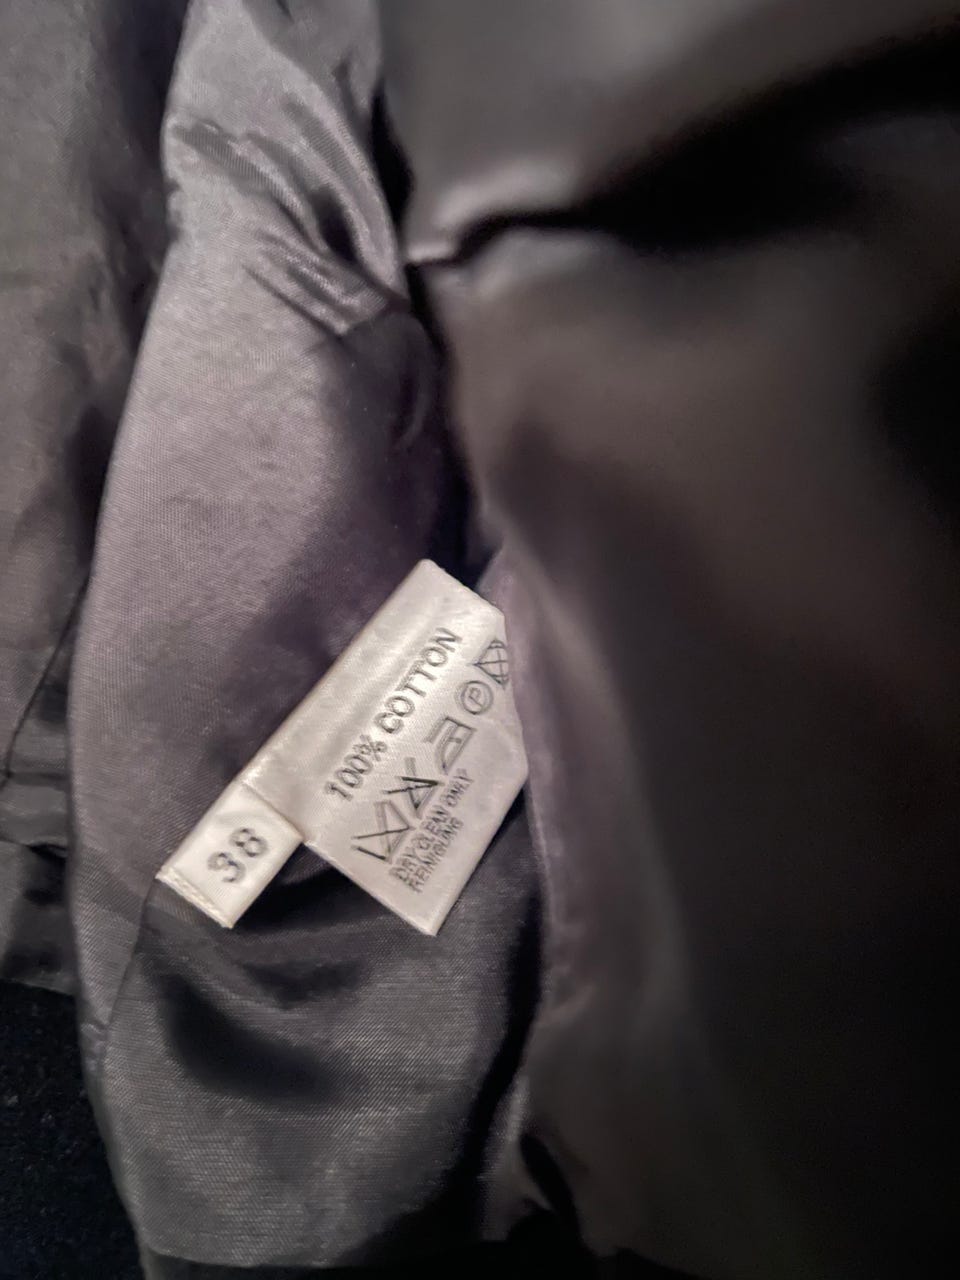 100% COTTON
P
DRY CLEAN ONLY
38